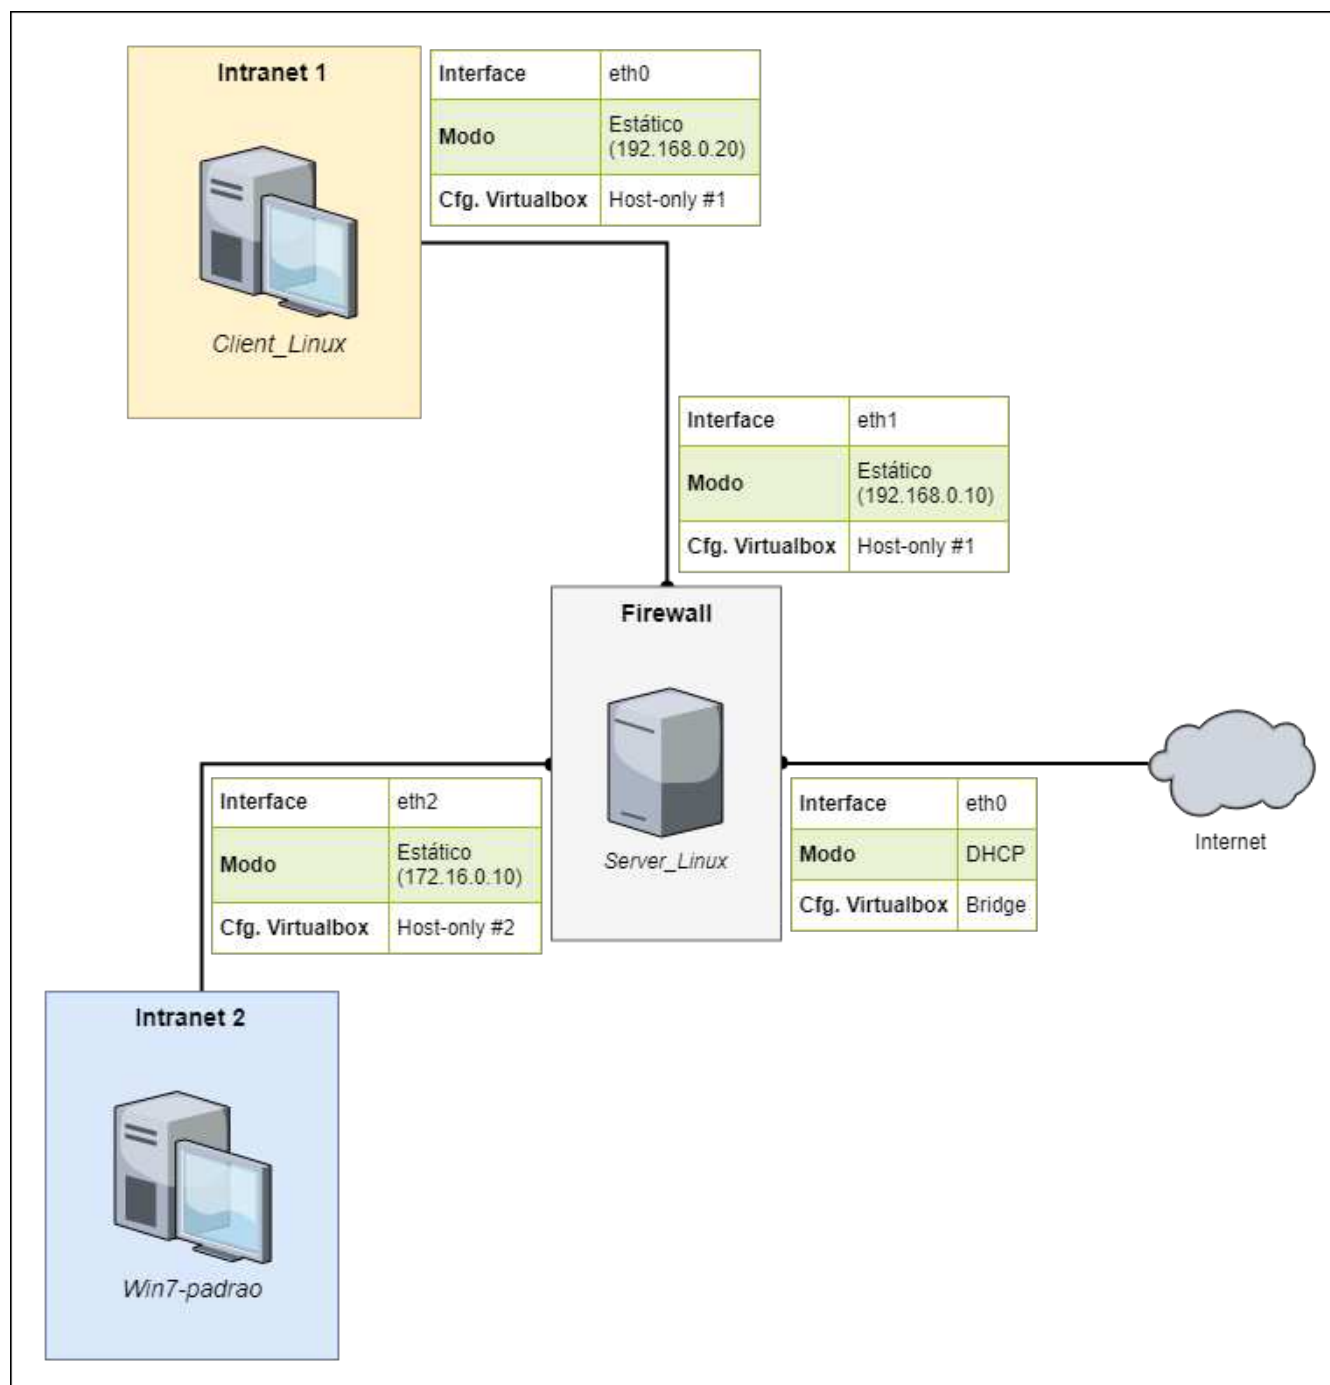 Intranet 1
Client_Linux
Interface eth0
Modo Estático
(192.168.0.20)
Cfg. Virtualbox Host-only #1
Interface eth1
Modo Estático
(192.168.0.10)
Cfg. Virtualbox Host-only #1
Firewall
Server_Linux
Interface eth2
Modo Estático
(172.16.0.10)
Cfg. Virtualbox Host-only #2
Interface eth0
Modo DHCP
Cfg. Virtualbox Bridge
Internet
Intranet 2
Win7-padrao